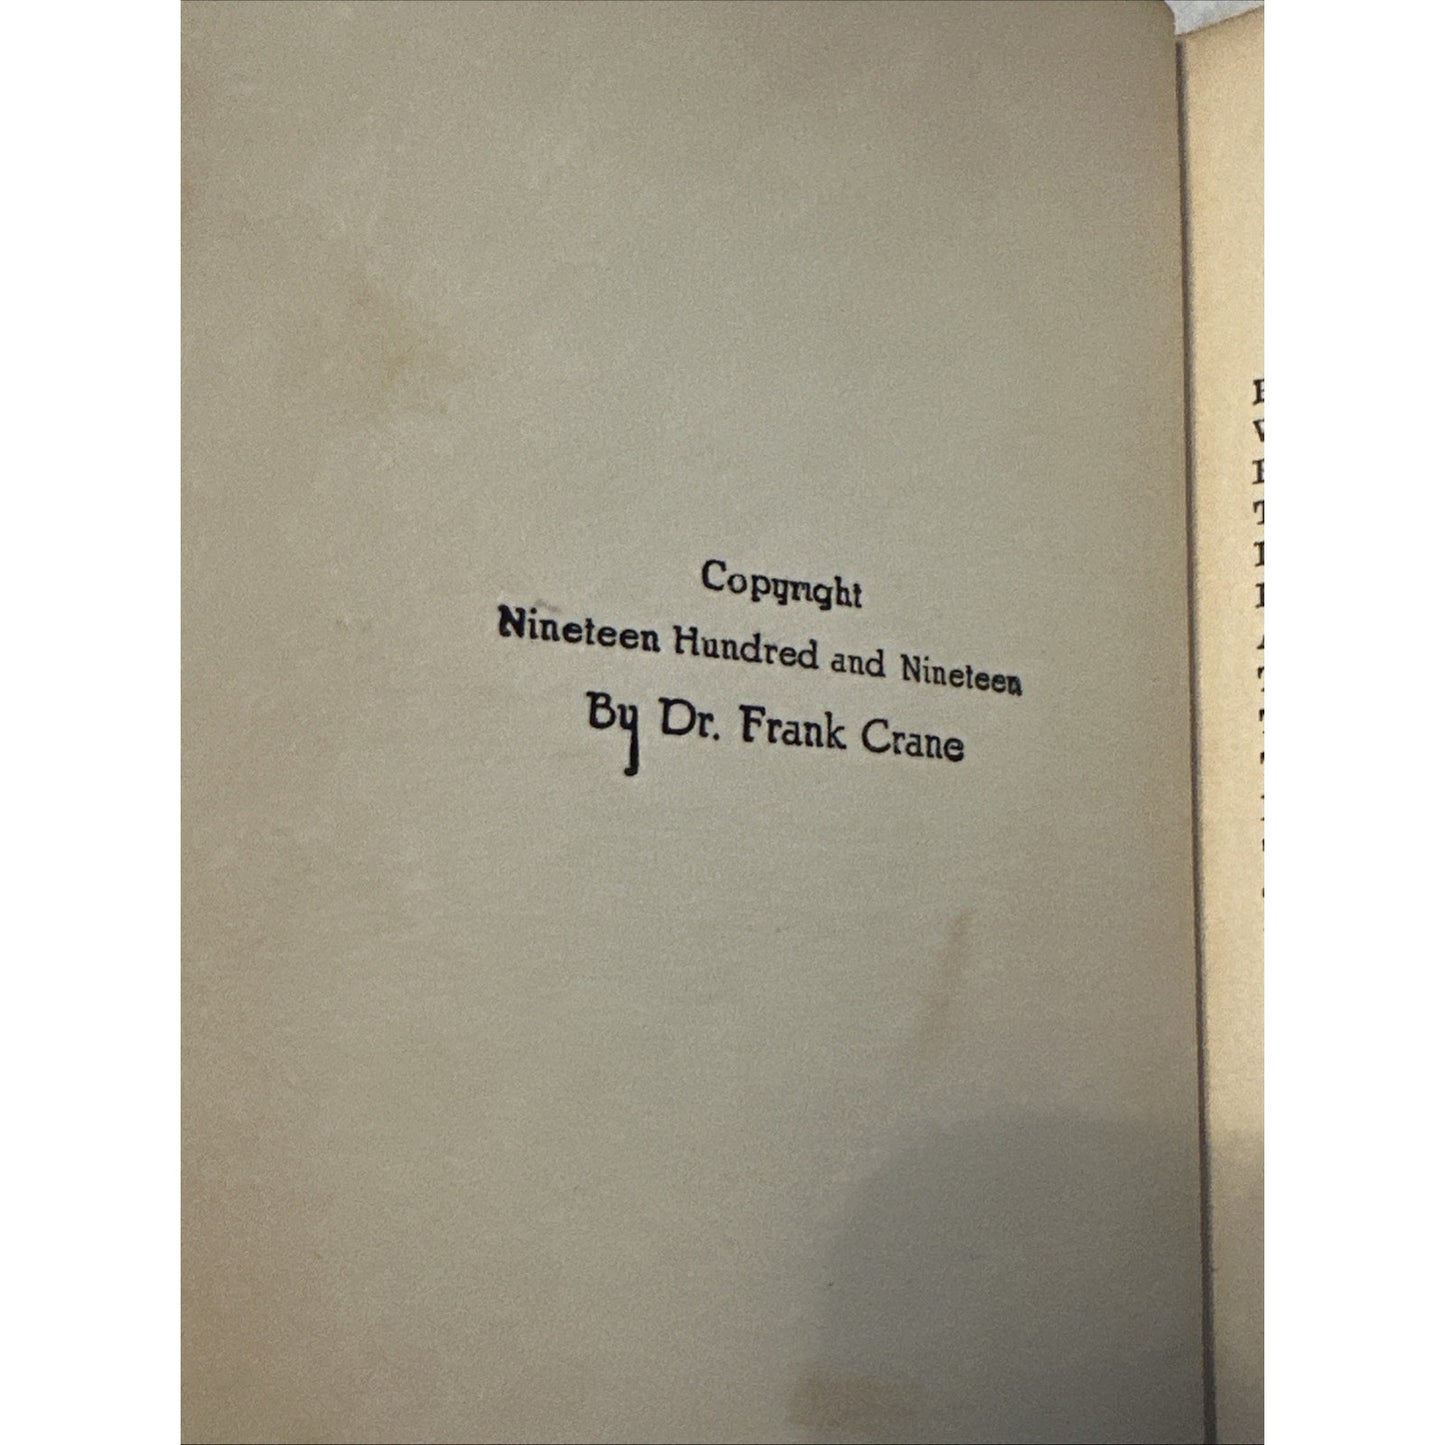 Copyright
Nineteen Hundred and Nineteen
By Dr. Frank Crane